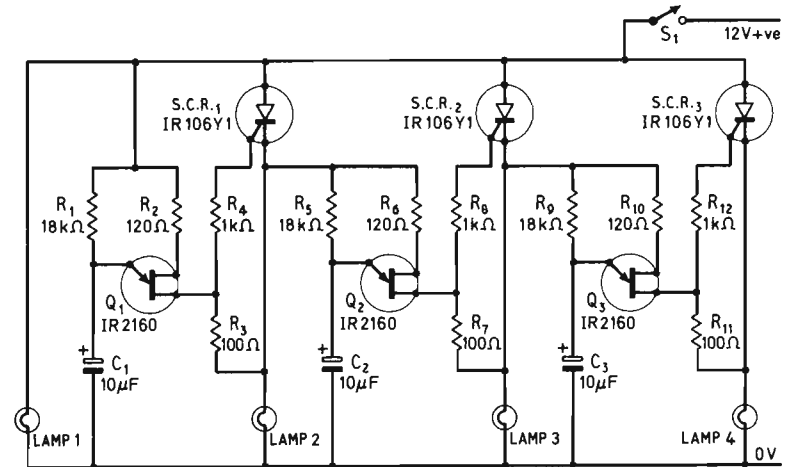 S1
12V+ve
S.C.R.1
IR106Y1
S.C.R.2
IR106Y1
S.C.R.3
IR106Y1
R1
18kΩ
R2
120Ω
R4
1kΩ
R5
18kΩ
R6
120Ω
R8
1kΩ
R9
18kΩ
R10
120Ω
R12
1kΩ
Q1
IR2160
R3
100Ω
Q2
IR2160
R7
100Ω
Q3
IR2160
R11
100Ω
+
C1
10μF
+
C2
10μF
+
C3
10μF
LAMP 1
LAMP 2
LAMP 3
LAMP 4
0V